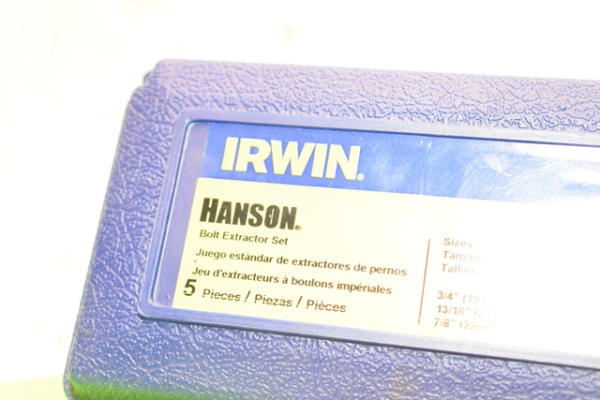 IRWIN®
HANSON®
Bolt Extractor Set
Juego estándar de extractores de pernos
Jeu d'extracteurs à boulons impériales
5 Pieces / Piezas / Pièces
Sizes
3/4" (19
13/16"
7/8"